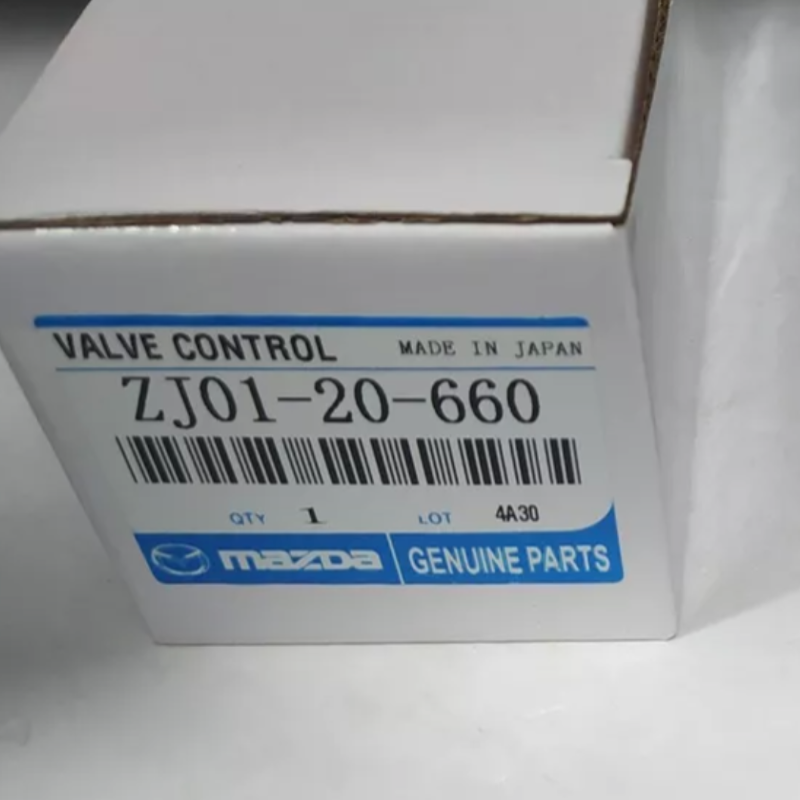 VALVE CONTROL MADE IN JAPAN
ZJ01-20-660
QTY 1 LOT 4A30
mazda GENUINE PARTS